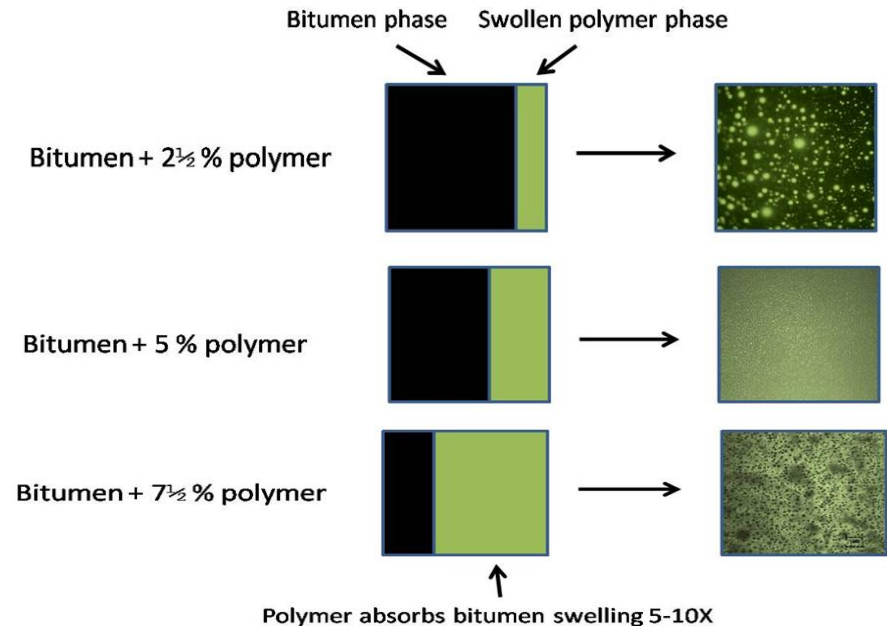 Bitumen phase
Swollen polymer phase
Bitumen + 2½ % polymer
Bitumen + 5 % polymer
Bitumen + 7½ % polymer
Polymer absorbs bitumen swelling 5-10X